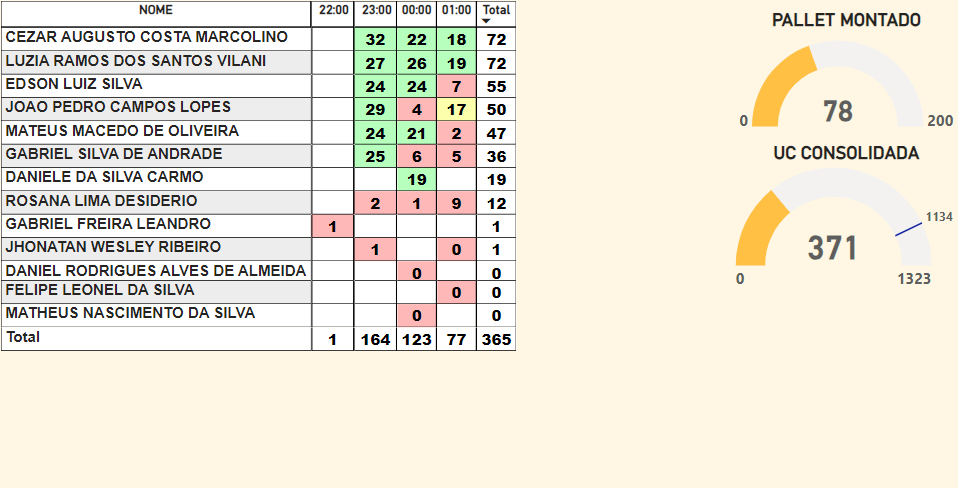 NOME 22:00 23:00 00:00 01:00 Total
CEZAR AUGUSTO COSTA MARCOLINO 32 22 18 72
LUZIA RAMOS DOS SANTOS VILANI 27 26 19 72
EDSON LUIZ SILVA 24 24 7 55
JOAO PEDRO CAMPOS LOPES 29 4 17 50
MATEUS MACEDO DE OLIVEIRA 24 21 2 47
GABRIEL SILVA DE ANDRADE 25 6 5 36
DANIELE DA SILVA CARMO 19 19
ROSANA LIMA DESIDERIO 2 1 9 12
GABRIEL FREIRA LEANDRO 1 1
JHONATAN WESLEY RIBEIRO 1 0 1
DANIEL RODRIGUES ALVES DE ALMEIDA 0 0
FELIPE LEONEL DA SILVA 0 0
MATHEUS NASCIMENTO DA SILVA 0 0
Total 1 164 123 77 365
PALLET MONTADO
78
0 200
UC CONSOLIDADA
1134
371
0 1323